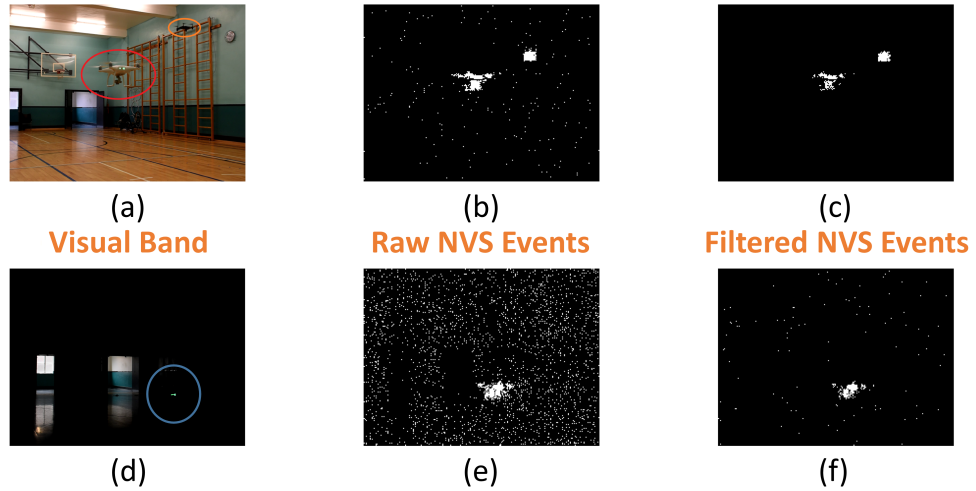 (a) (b) (c)
Visual Band Raw NVS Events Filtered NVS Events
(d) (e) (f)